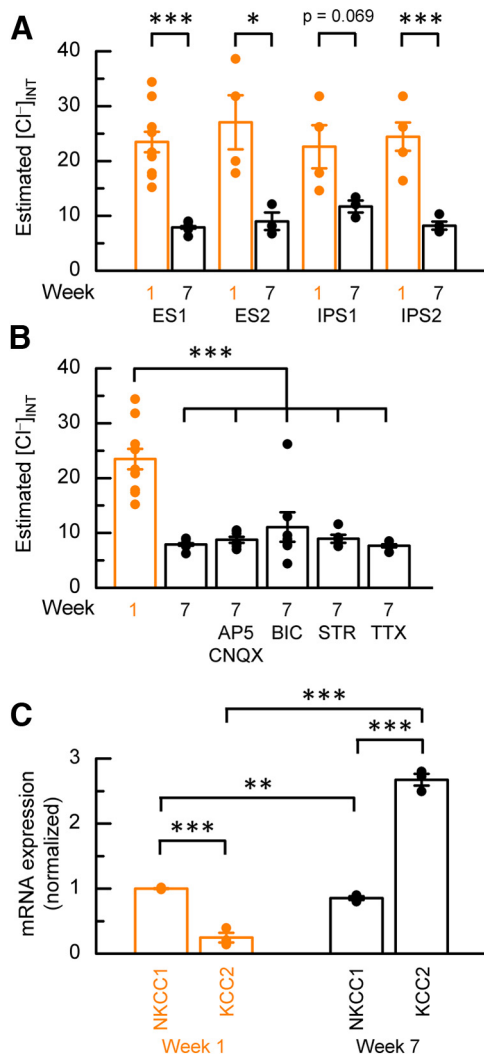 A
*** * p = 0.069 ***
40
30
20
10
0
Estimated [Cl⁻]INT
Week 1 7 1 7 1 7 1 7
ES1 ES2 IPS1 IPS2
B
***
40
30
20
10
0
Estimated [Cl⁻]INT
Week 1 7 7 7 7 7
AP5 BIC STR TTX
CNQX
C
***
***
**
***
3
2
1
0
mRNA expression
(normalized)
NKCC1 KCC2 NKCC1 KCC2
Week 1 Week 7